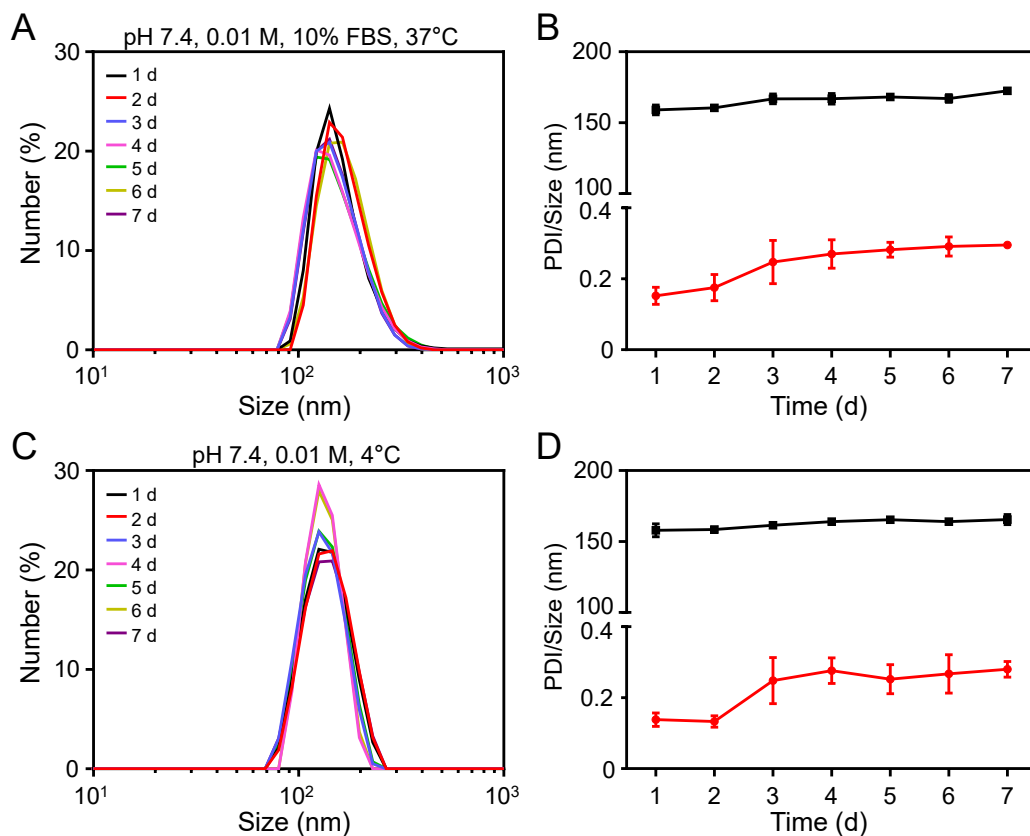 A
pH 7.4, 0.01 M, 10% FBS, 37°C
30
20
10
0
Number (%)
1 d
2 d
3 d
4 d
5 d
6 d
7 d
10¹
10²
10³
Size (nm)
B
200
150
100
0.4
0.2
0.0
PDI/Size (nm)
1 2 3 4 5 6 7
Time (d)
C
pH 7.4, 0.01 M, 4°C
30
20
10
0
Number (%)
1 d
2 d
3 d
4 d
5 d
6 d
7 d
10¹
10²
10³
Size (nm)
D
200
150
100
0.4
0.2
0.0
PDI/Size (nm)
1 2 3 4 5 6 7
Time (d)